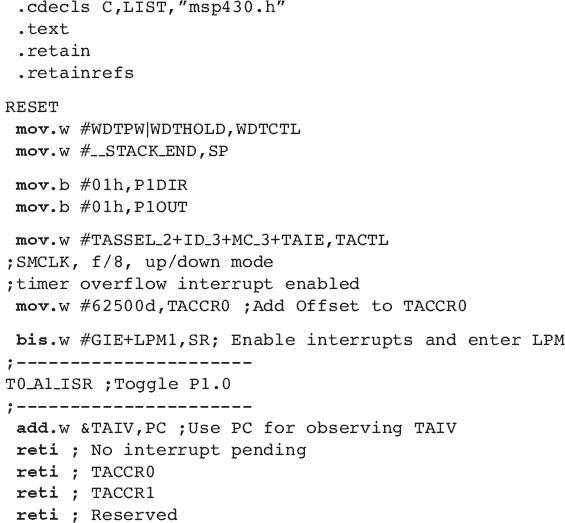 .cdecls C,LIST,"msp430.h"
.text
.retain
.retainrefs
RESET
mov.w #WDTPW|WDTHOLD,WDTCTL
mov.w #__STACK_END,SP
mov.b #01h,P1DIR
mov.b #01h,P1OUT
mov.w #TASSEL_2+ID_3+MC_3+TAIE,TACTL
;SMCLK, f/8, up/down mode
;timer overflow interrupt enabled
mov.w #62500d,TACCR0 ;Add Offset to TACCR0
bis.w #GIE+LPM1,SR; Enable interrupts and enter LPM
;----------------------
T0_A1_ISR ;Toggle P1.0
;----------------------
add.w &TAIV,PC ;Use PC for observing TAIV
reti ; No interrupt pending
reti ; TACCR0
reti ; TACCR1
reti ; Reserved